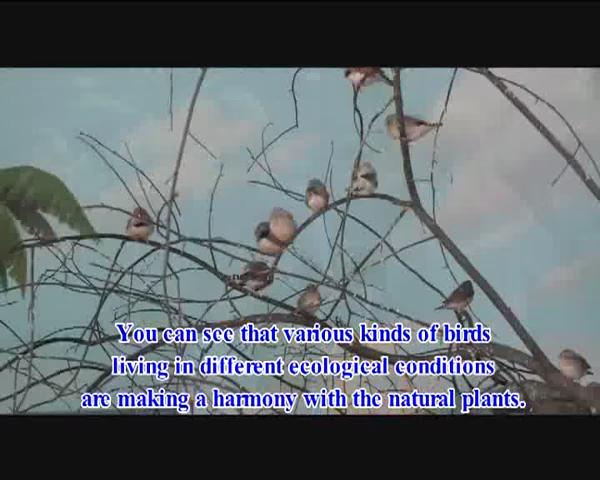 You can see that various kinds of birds
living in different ecological conditions
are making a harmony with the natural plants.